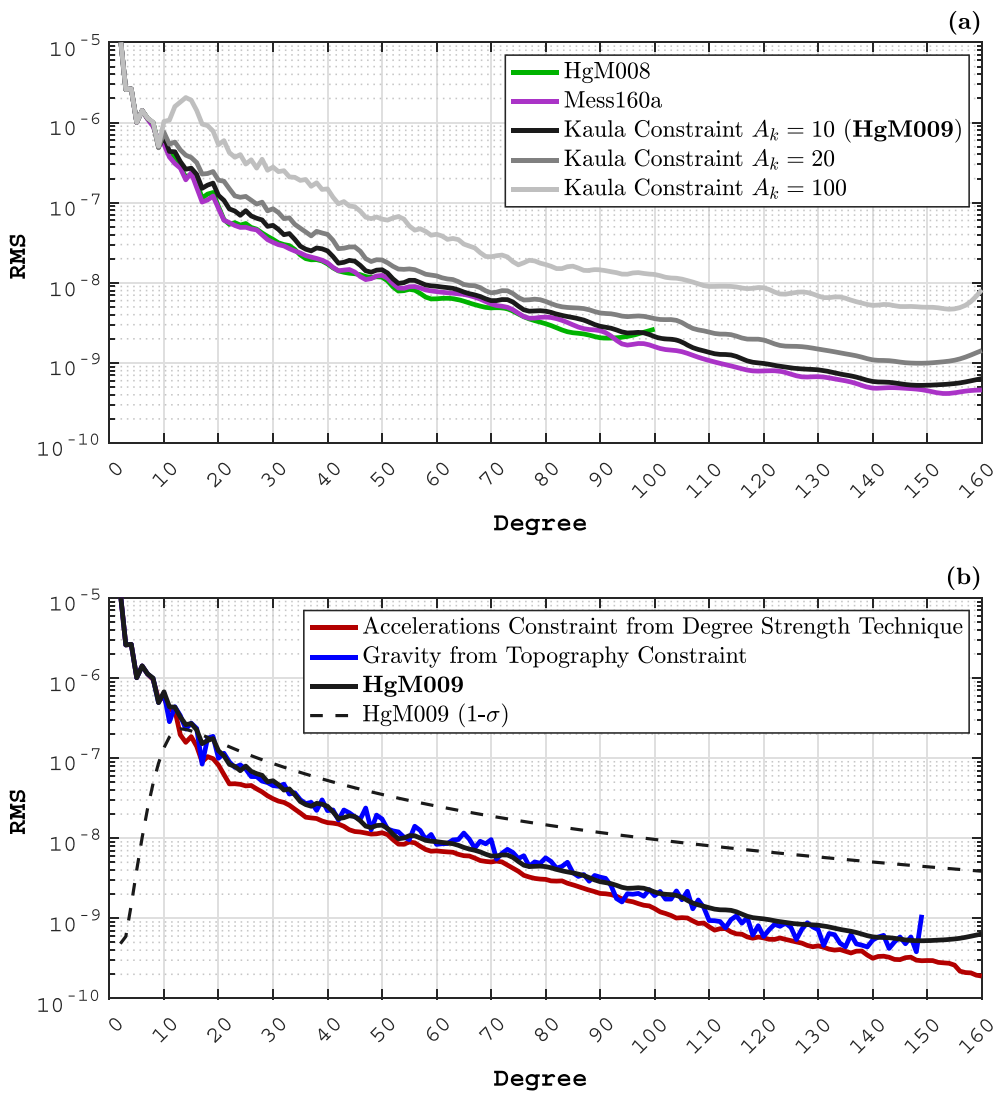 (a)
10^-5
10^-6
10^-7
10^-8
10^-9
10^-10
RMS
HgM008
Mess160a
Kaula Constraint A_k = 10 (HgM009)
Kaula Constraint A_k = 20
Kaula Constraint A_k = 100
0 10 20 30 40 50 60 70 80 90 100 110 120 130 140 150 160
Degree
(b)
10^-5
10^-6
10^-7
10^-8
10^-9
10^-10
RMS
Accelerations Constraint from Degree Strength Technique
Gravity from Topography Constraint
HgM009
HgM009 (1-σ)
0 10 20 30 40 50 60 70 80 90 100 110 120 130 140 150 160
Degree